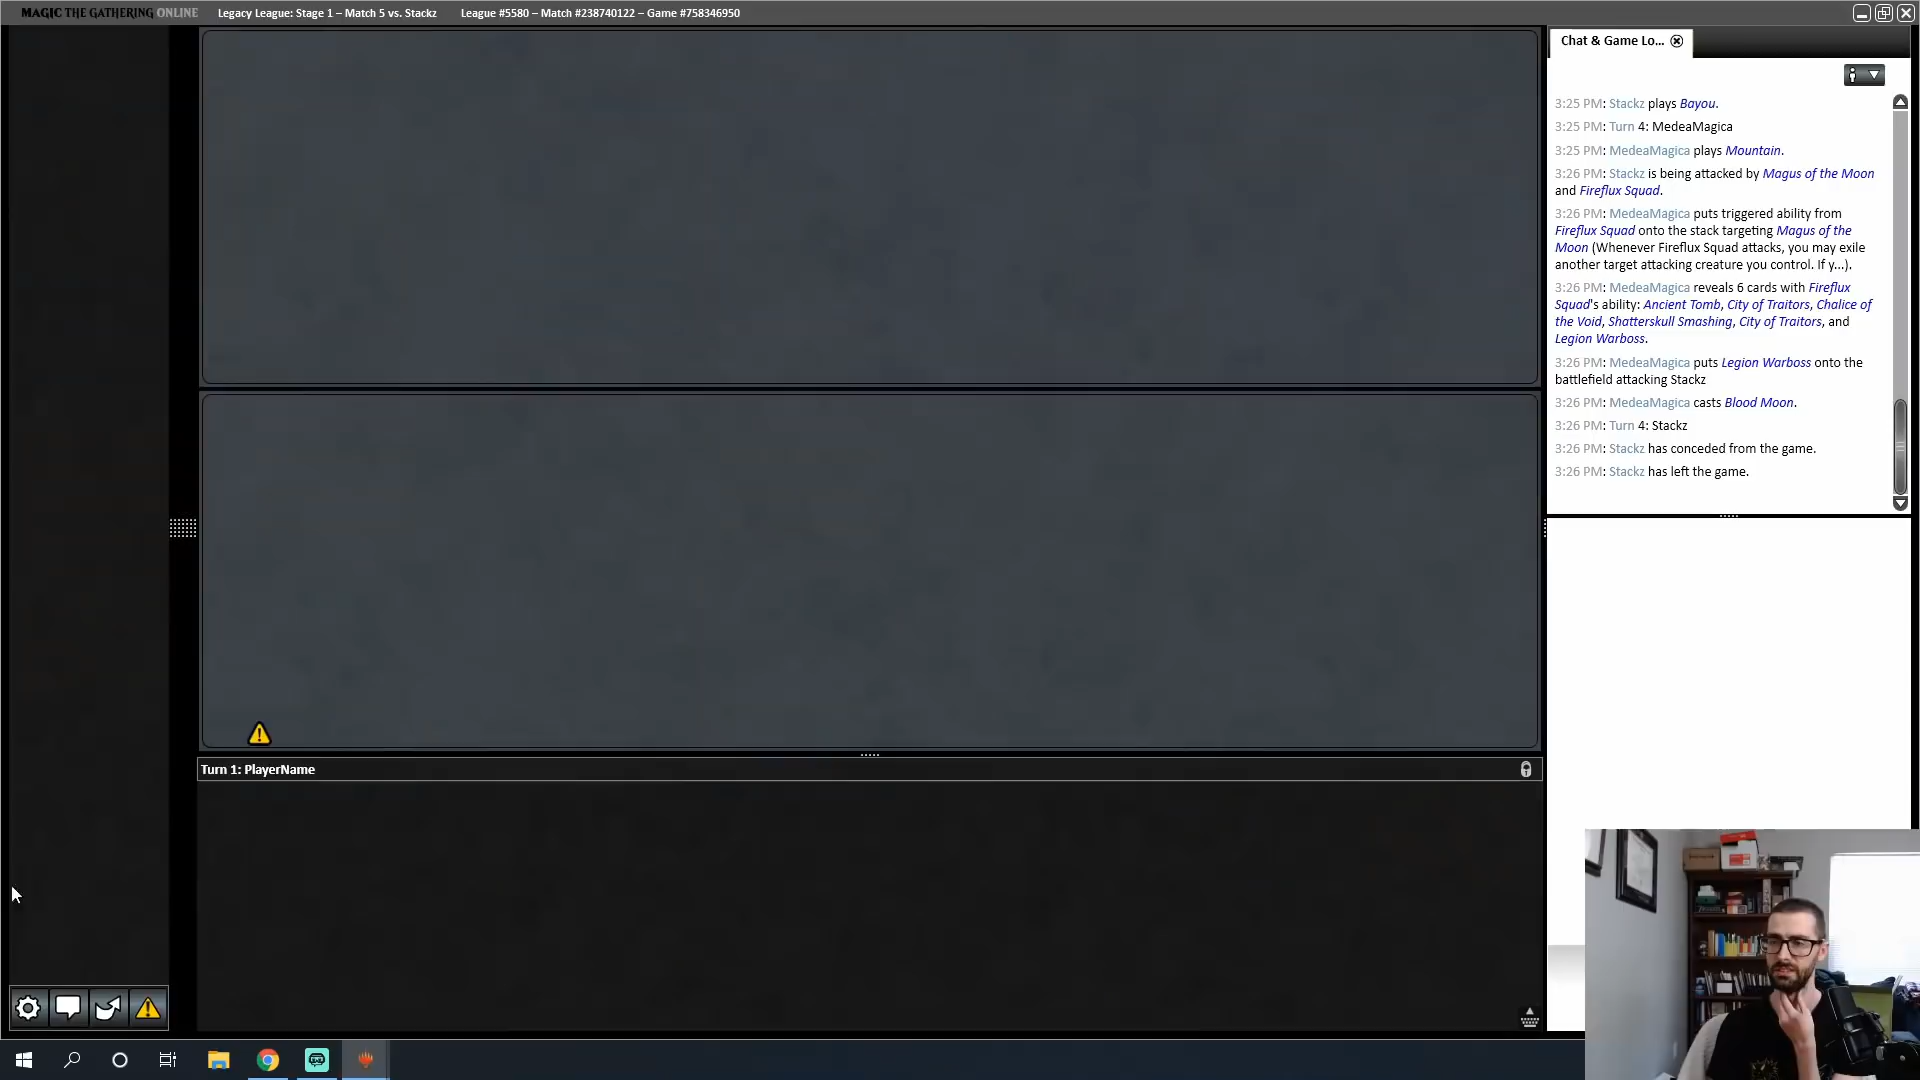 MAGIC THE GATHERING ONLINE Legacy League: Stage 1 – Match 5 vs. Stackz League #5580 – Match #238740122 – Game #758346950
Chat & Game Lo...
3:25 PM: Stackz plays Bayou.
3:25 PM: Turn 4: MedeaMagica
3:25 PM: MedeaMagica plays Mountain.
3:26 PM: Stackz is being attacked by Magus of the Moon
and Fireflux Squad.
3:26 PM: MedeaMagica puts triggered ability from
Fireflux Squad onto the stack targeting Magus of the
Moon (Whenever Fireflux Squad attacks, you may exile
another target attacking creature you control. If y...).
3:26 PM: MedeaMagica reveals 6 cards with Fireflux
Squad's ability: Ancient Tomb, City of Traitors, Chalice of
the Void, Shatterskull Smashing, City of Traitors, and
Legion Warboss.
3:26 PM: MedeaMagica puts Legion Warboss onto the
battlefield attacking Stackz
3:26 PM: MedeaMagica casts Blood Moon.
3:26 PM: Turn 4: Stackz
3:26 PM: Stackz has conceded from the game.
3:26 PM: Stackz has left the game.
Turn 1: PlayerName